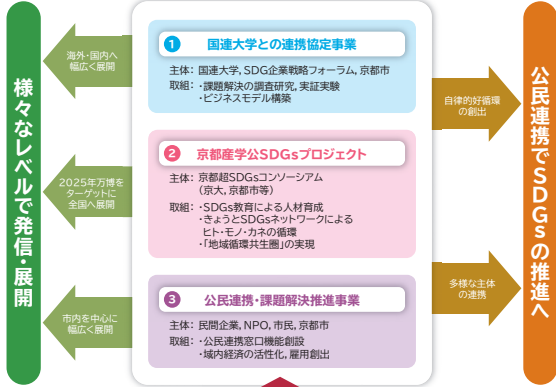 様々なレベルで発信・展開
海外・国内へ
幅広く展開
2025年万博を
ターゲットに
全国へ展開
市内を中心に
幅広く展開
1 国連大学との連携協定事業
主体：国連大学，SDG企業戦略フォーラム，京都市
取組：・課題解決の調査研究，実証実験
・ビジネスモデル構築
2 京都産学公SDGsプロジェクト
主体：京都超SDGsコンソーシアム
（京大，京都市等）
取組：・SDGs教育による人材育成
・きょうとSDGsネットワークによる
ヒト・モノ・カネの循環
・「地域循環共生圏」の実現
3 公民連携・課題解決推進事業
主体：民間企業，NPO，市民，京都市
取組：・公民連携窓口機能創設
・域内経済の活性化，雇用創出
自律的好循環
の創出
多様な主体
の連携
公民連携でSDGsの推進へ